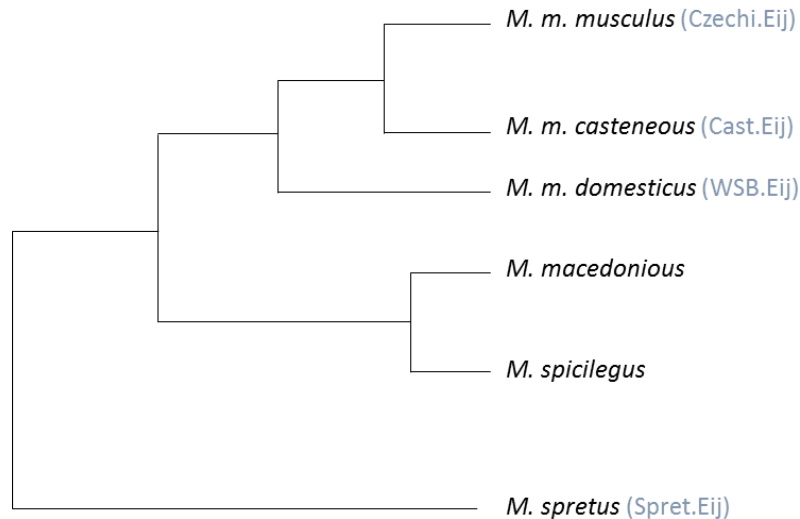 M. m. musculus (Czechi.Eij)
M. m. casteneous (Cast.Eij)
M. m. domesticus (WSB.Eij)
M. macedonious
M. spicilegus
M. spretus (Spret.Eij)